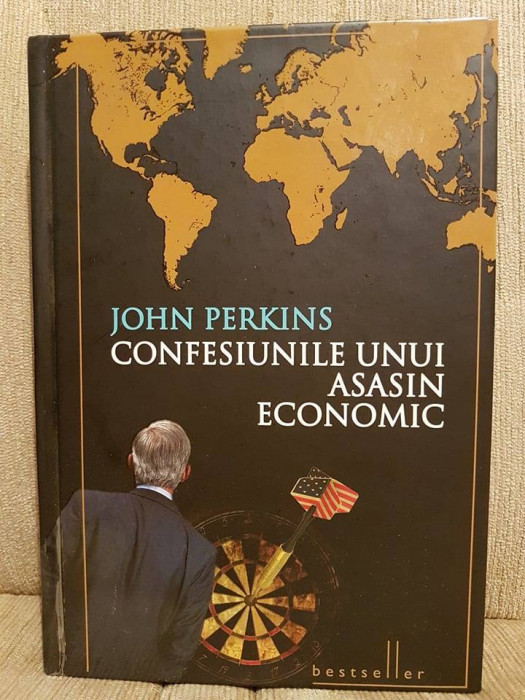 JOHN PERKINS
CONFESIUNILE UNUI
ASASIN
ECONOMIC
bestseller